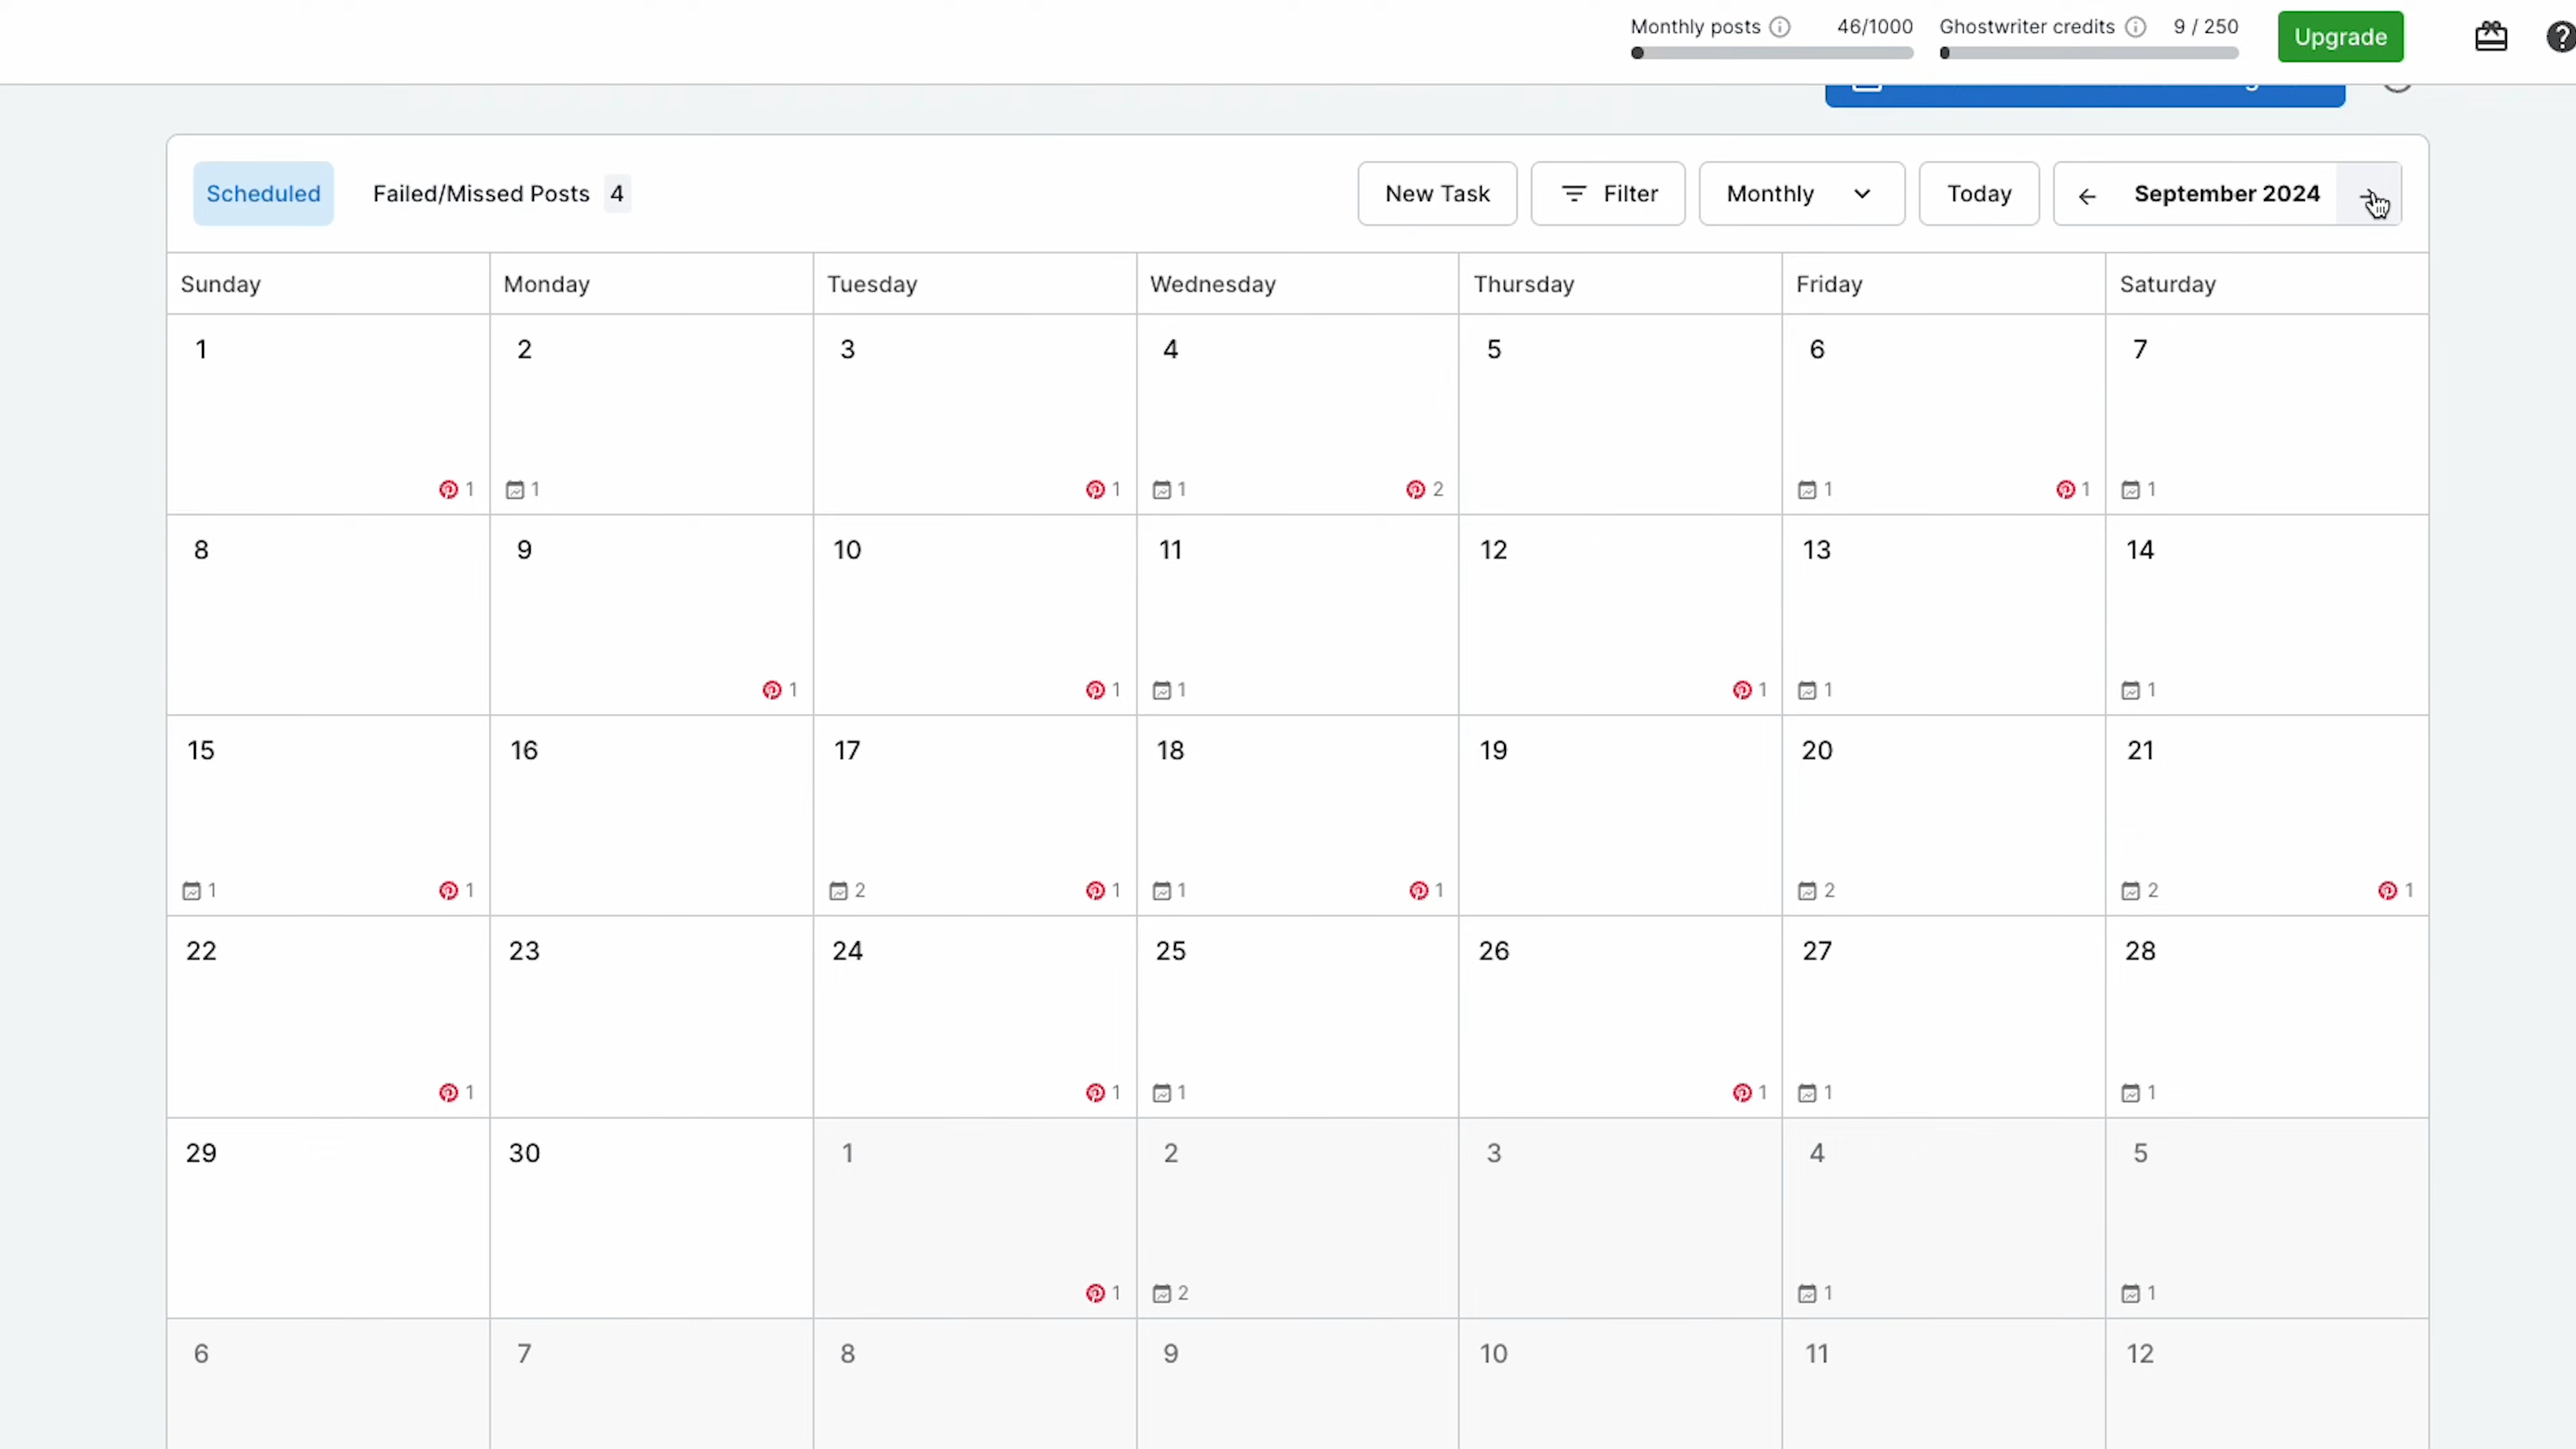 Monthly posts 46/1000 Ghostwriter credits 9 / 250 Upgrade
Scheduled Failed/Missed Posts 4 New Task Filter Monthly Today September 2024
Sunday Monday Tuesday Wednesday Thursday Friday Saturday
1 2 3 4 5 6 7
1 1 1 1 2 1 1 1
8 9 10 11 12 13 14
1 1 1 1 1 1
15 16 17 18 19 20 21
1 1 2 1 1 1 2 2 1
22 23 24 25 26 27 28
1 1 1 1 1 1
29 30 1 2 3 4 5
1 2 1 1
6 7 8 9 10 11 12